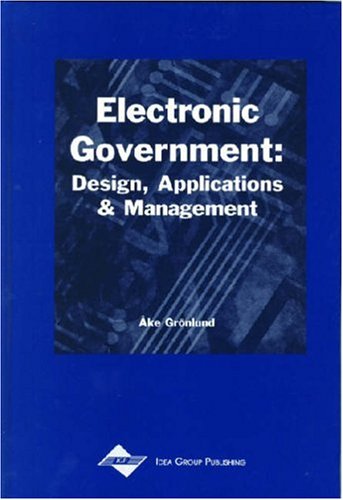 Electronic
Government:
Design, Applications
& Management
Åke Grönlund
IDEA GROUP PUBLISHING